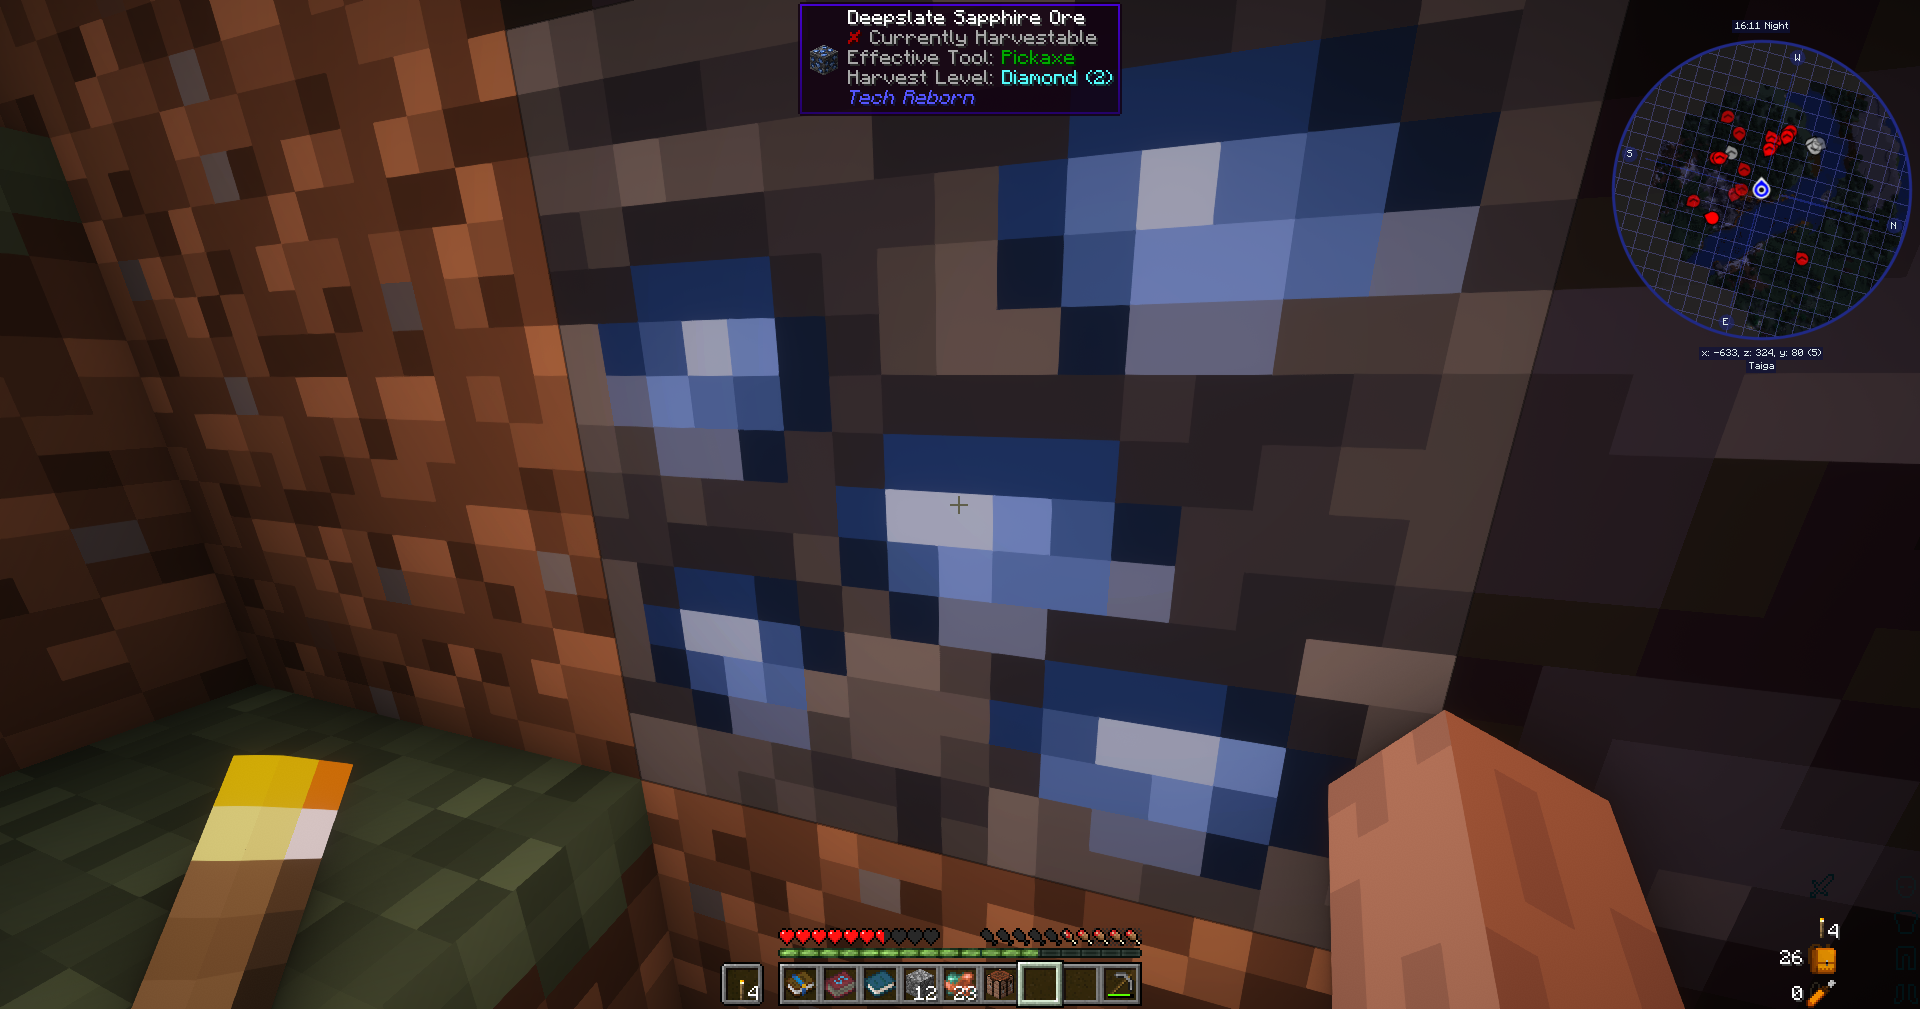 Deepslate Sapphire Ore
✘ Currently Harvestable
Effective Tool: Pickaxe
Harvest Level: Diamond (2)
Tech Reborn
16:11 Night
W
S
N
E
x: -633, z: 324, y: 80 (5)
Taiga
4
26
0
4
12
23